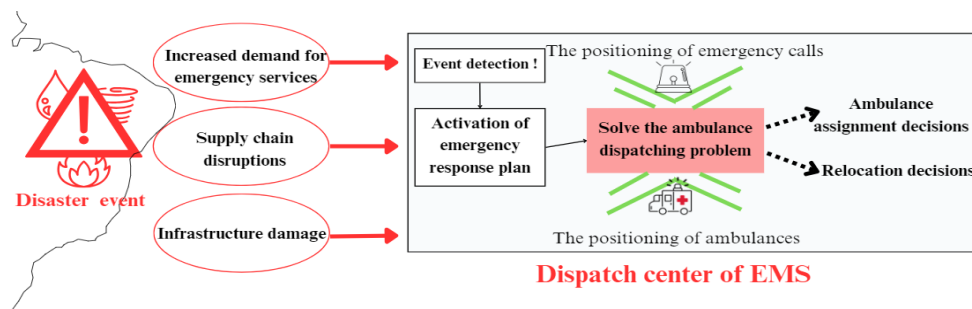 Disaster event
Increased demand for
emergency services
Supply chain
disruptions
Infrastructure damage
Event detection !
Activation of
emergency
response plan
The positioning of emergency calls
Solve the ambulance
dispatching problem
The positioning of ambulances
Ambulance
assignment decisions
Relocation decisions
Dispatch center of EMS